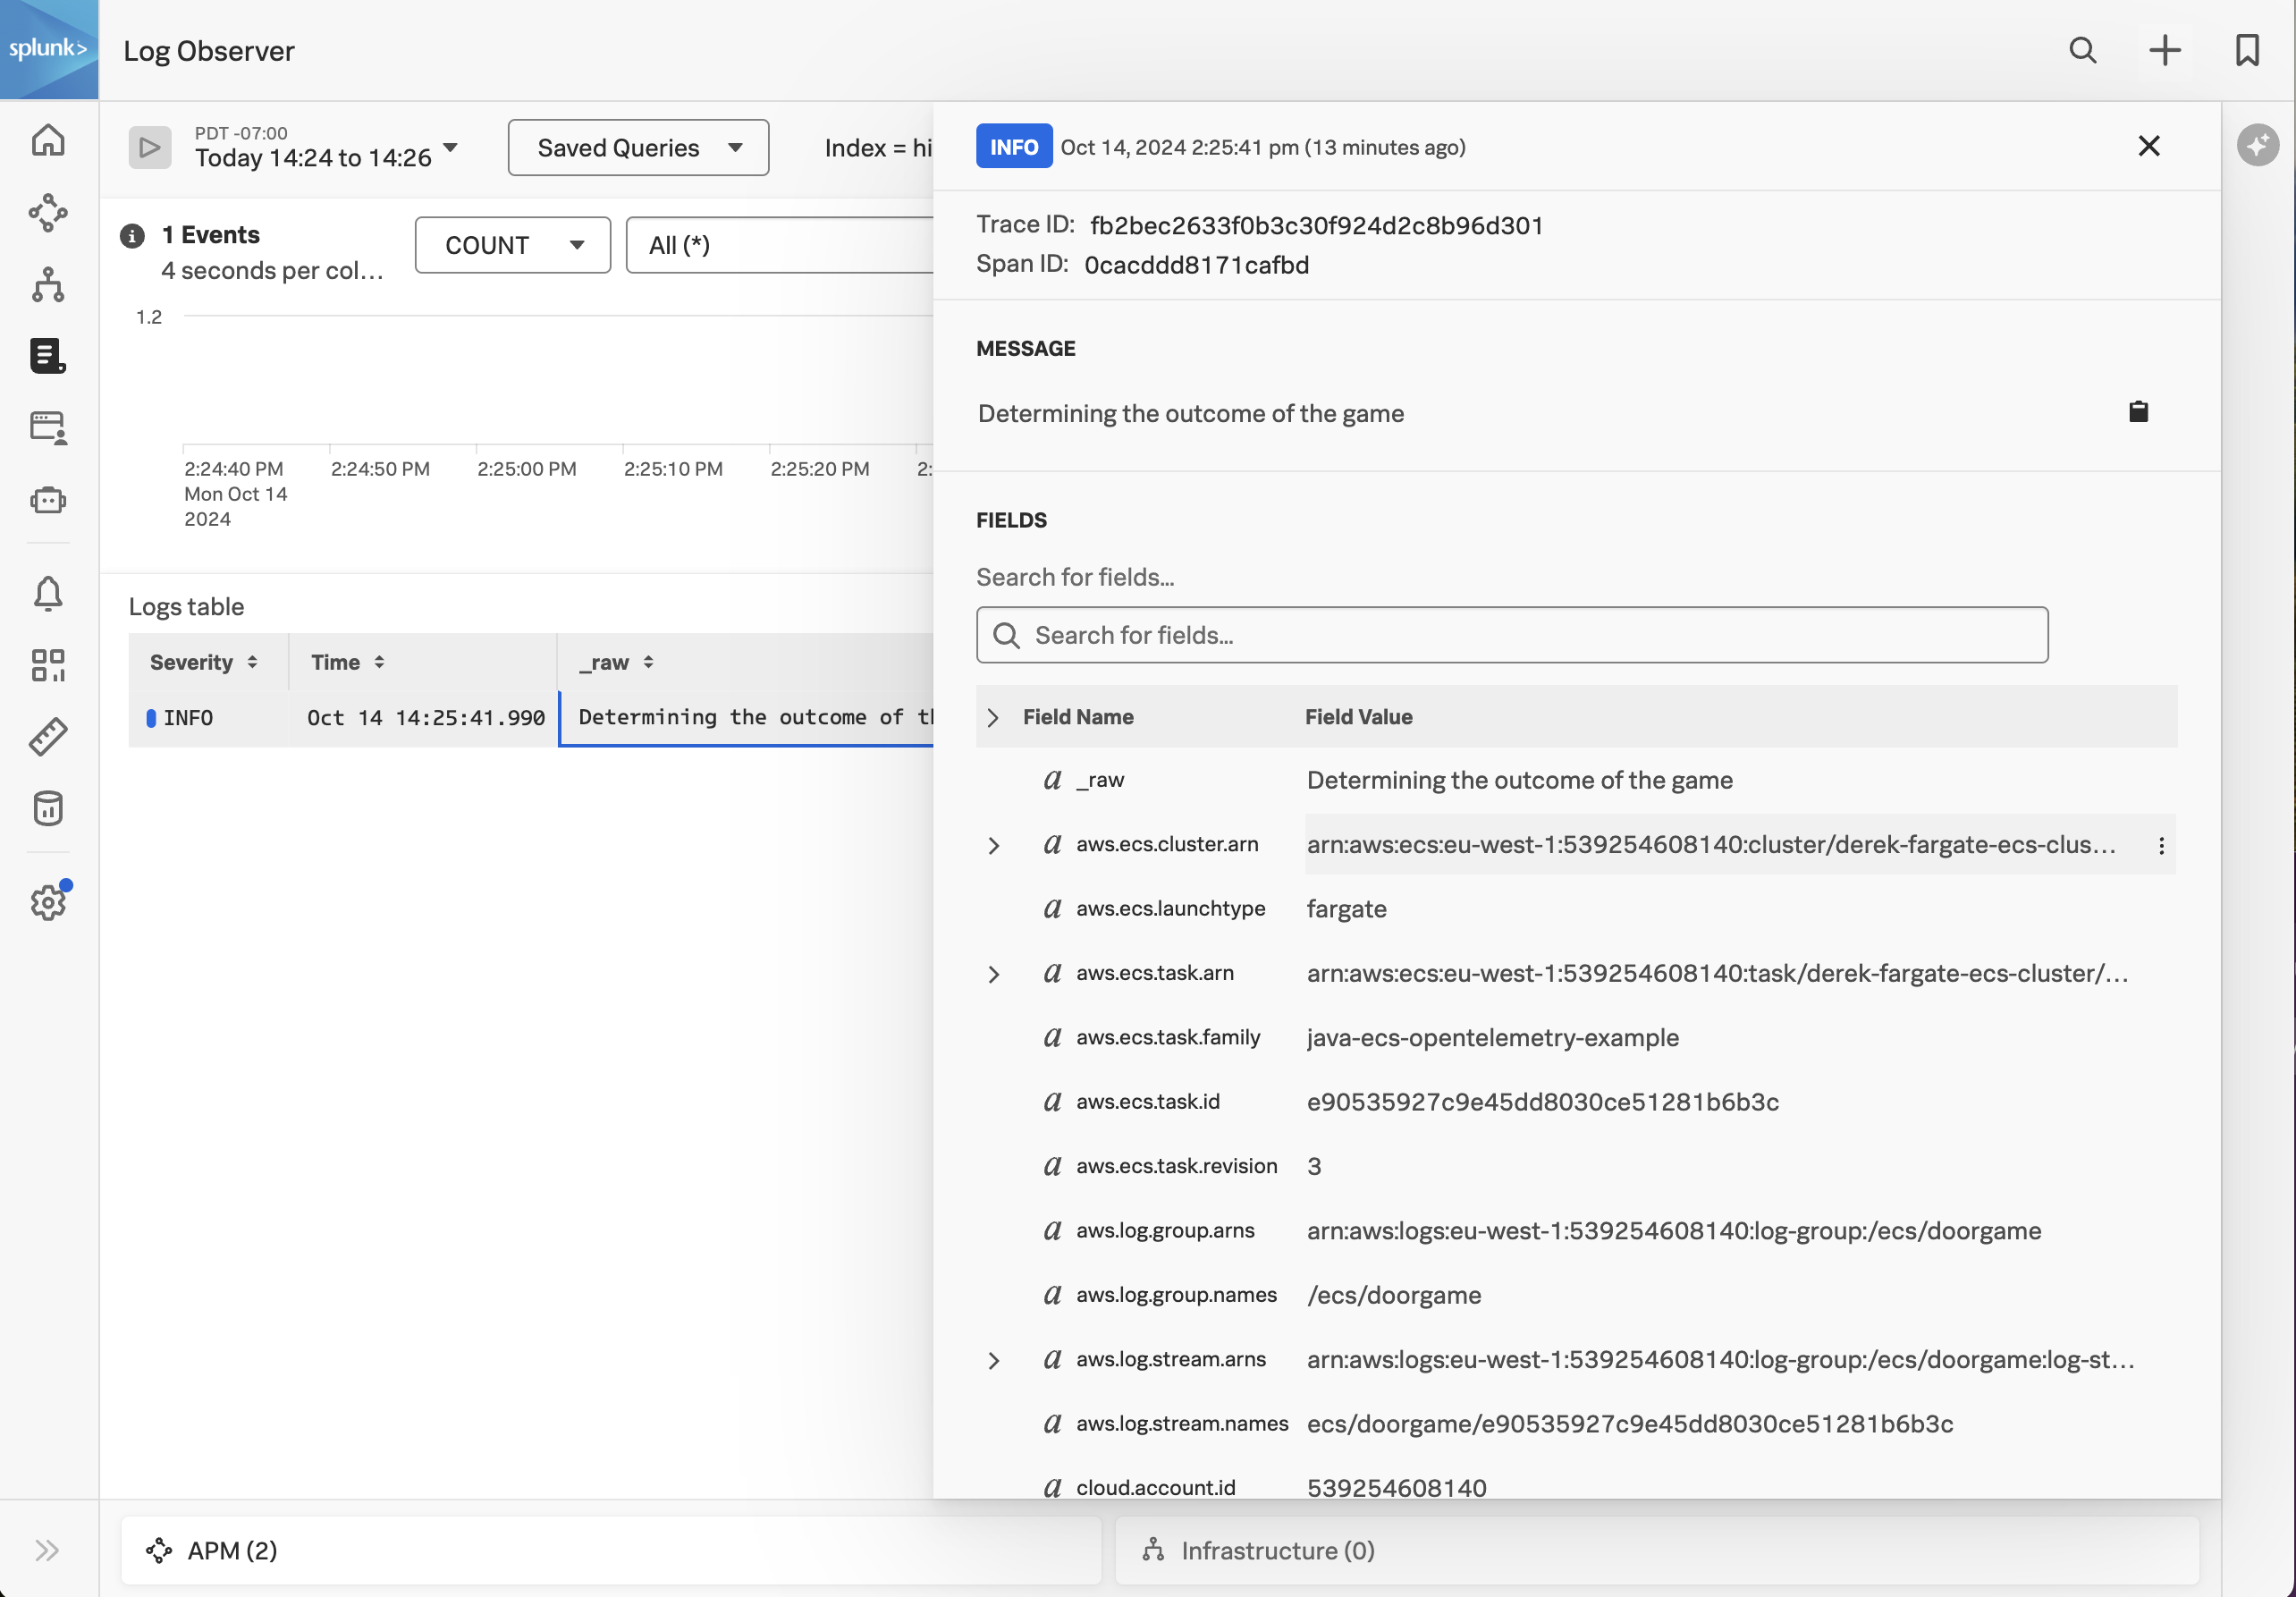 splunk>
Log Observer
PDT -07:00
Today 14:24 to 14:26
Saved Queries
Index = hi
1 Events
4 seconds per col...
COUNT
All (*)
1.2
2:24:40 PM
Mon Oct 14
2024
2:24:50 PM
2:25:00 PM
2:25:10 PM
2:25:20 PM
2:
Logs table
Severity
Time
_raw
INFO
Oct 14 14:25:41.990
Determining the outcome of th
INFO
Oct 14, 2024 2:25:41 pm (13 minutes ago)
Trace ID: fb2bec2633f0b3c30f924d2c8b96d301
Span ID: 0cacddd8171cafbd
MESSAGE
Determining the outcome of the game
FIELDS
Search for fields...
Search for fields...
Field Name Field Value
_raw Determining the outcome of the game
aws.ecs.cluster.arn arn:aws:ecs:eu-west-1:539254608140:cluster/derek-fargate-ecs-clus...
aws.ecs.launchtype fargate
aws.ecs.task.arn arn:aws:ecs:eu-west-1:539254608140:task/derek-fargate-ecs-cluster/...
aws.ecs.task.family java-ecs-opentelemetry-example
aws.ecs.task.id e90535927c9e45dd8030ce51281b6b3c
aws.ecs.task.revision 3
aws.log.group.arns arn:aws:logs:eu-west-1:539254608140:log-group:/ecs/doorgame
aws.log.group.names /ecs/doorgame
aws.log.stream.arns arn:aws:logs:eu-west-1:539254608140:log-group:/ecs/doorgame:log-st...
aws.log.stream.names ecs/doorgame/e90535927c9e45dd8030ce51281b6b3c
cloud.account.id 539254608140
APM (2)
Infrastructure (0)